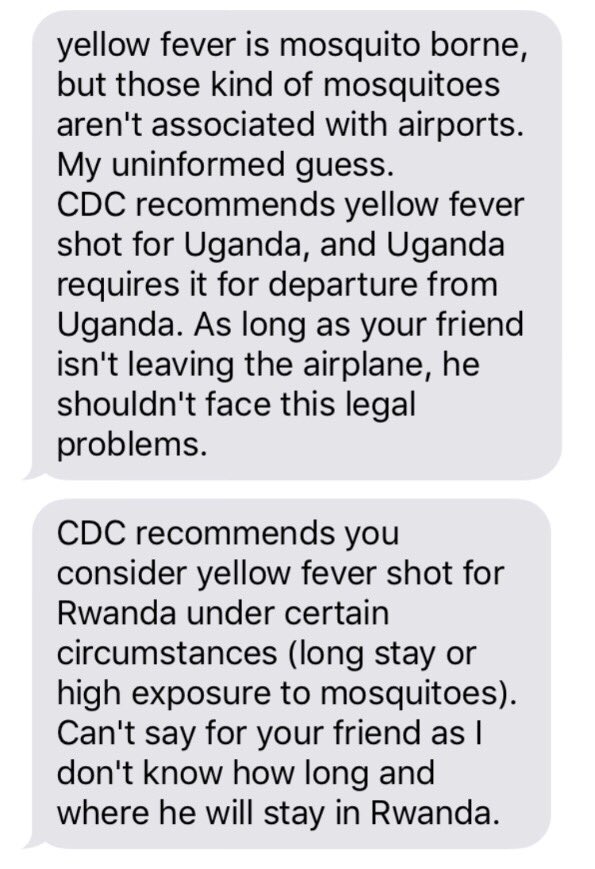 yellow fever is mosquito borne,
but those kind of mosquitoes
aren't associated with airports.
My uninformed guess.
CDC recommends yellow fever
shot for Uganda, and Uganda
requires it for departure from
Uganda. As long as your friend
isn't leaving the airplane, he
shouldn't face this legal
problems.
CDC recommends you
consider yellow fever shot for
Rwanda under certain
circumstances (long stay or
high exposure to mosquitoes).
Can't say for your friend as I
don't know how long and
where he will stay in Rwanda.